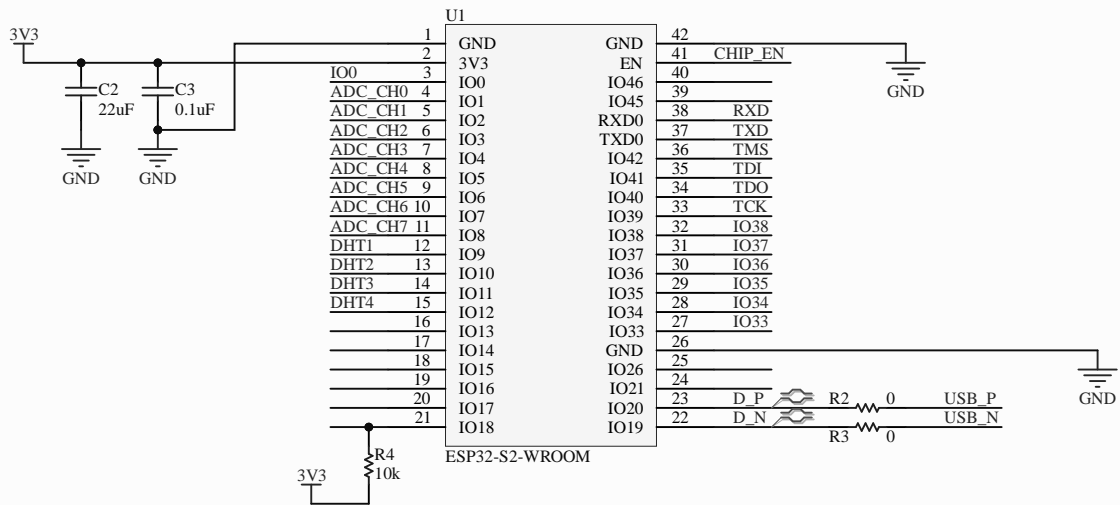 U1
3V3
1 GND GND 42
2 3V3 EN 41 CHIP_EN
IO0 3 IO0 IO46 40
ADC_CH0 4 IO1 IO45 39
ADC_CH1 5 IO2 RXD0 38 RXD
ADC_CH2 6 IO3 TXD0 37 TXD
ADC_CH3 7 IO4 IO42 36 TMS
ADC_CH4 8 IO5 IO41 35 TDI
ADC_CH5 9 IO6 IO40 34 TDO
ADC_CH6 10 IO7 IO39 33 TCK
ADC_CH7 11 IO8 IO38 32 IO38
DHT1 12 IO9 IO37 31 IO37
DHT2 13 IO10 IO36 30 IO36
DHT3 14 IO11 IO35 29 IO35
DHT4 15 IO12 IO34 28 IO34
16 IO13 IO33 27 IO33
17 IO14 GND 26
18 IO15 IO26 25
19 IO16 IO21 24
20 IO17 IO20 23 D_P R2 0 USB_P
21 IO18 IO19 22 D_N R3 0 USB_N
ESP32-S2-WROOM
C2
22uF
C3
0.1uF
GND
GND
GND
GND
R4
10k
3V3